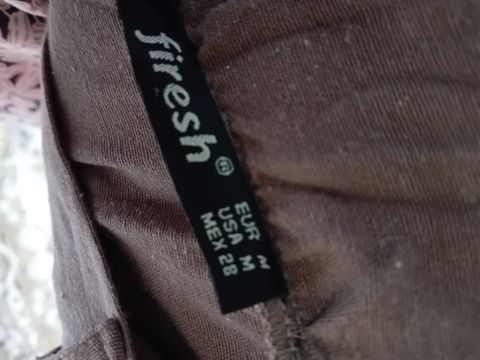 firesh®
EUR M
USA M
MEX 28